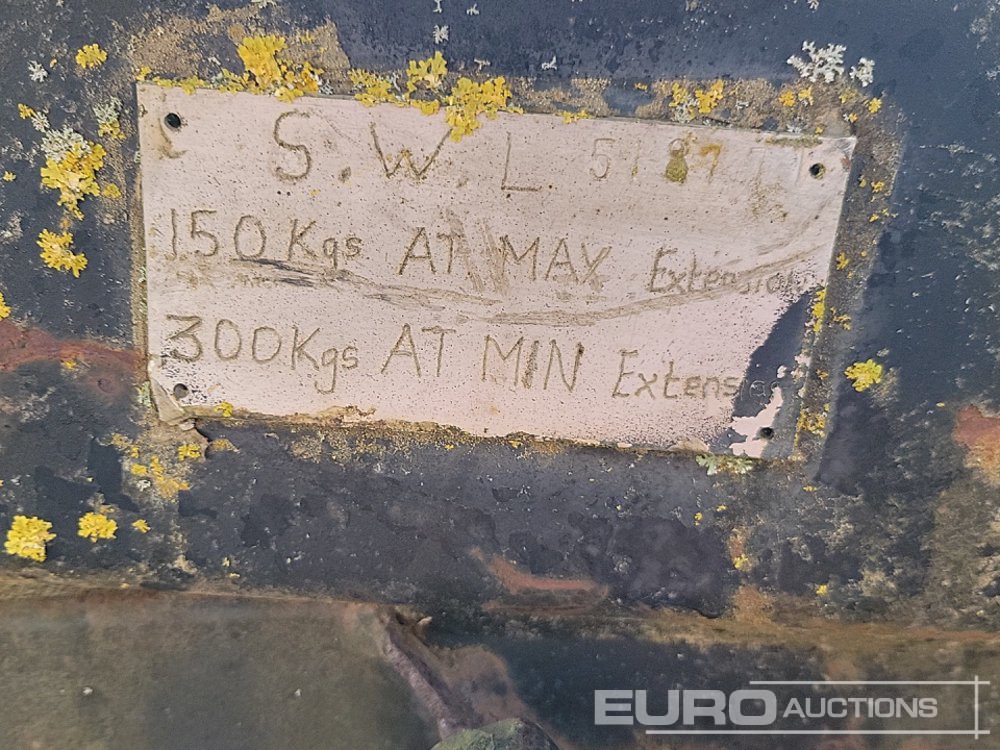 S.W.L.
150 Kgs AT MAX Extension
300 Kgs AT MIN Extension
EURO AUCTIONS